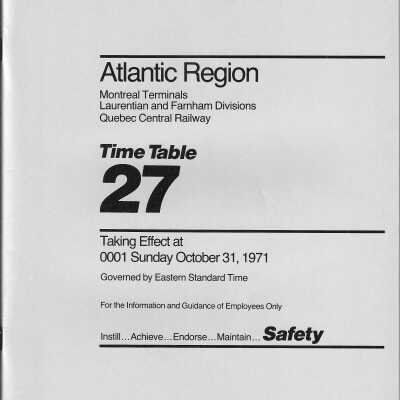 Atlantic Region
Montreal Terminals
Laurentian and Farnham Divisions
Quebec Central Railway
Time Table
27
Taking Effect at
0001 Sunday October 31, 1971
Governed by Eastern Standard Time
For the Information and Guidance of Employees Only
Instill...Achieve...Endorse...Maintain... Safety